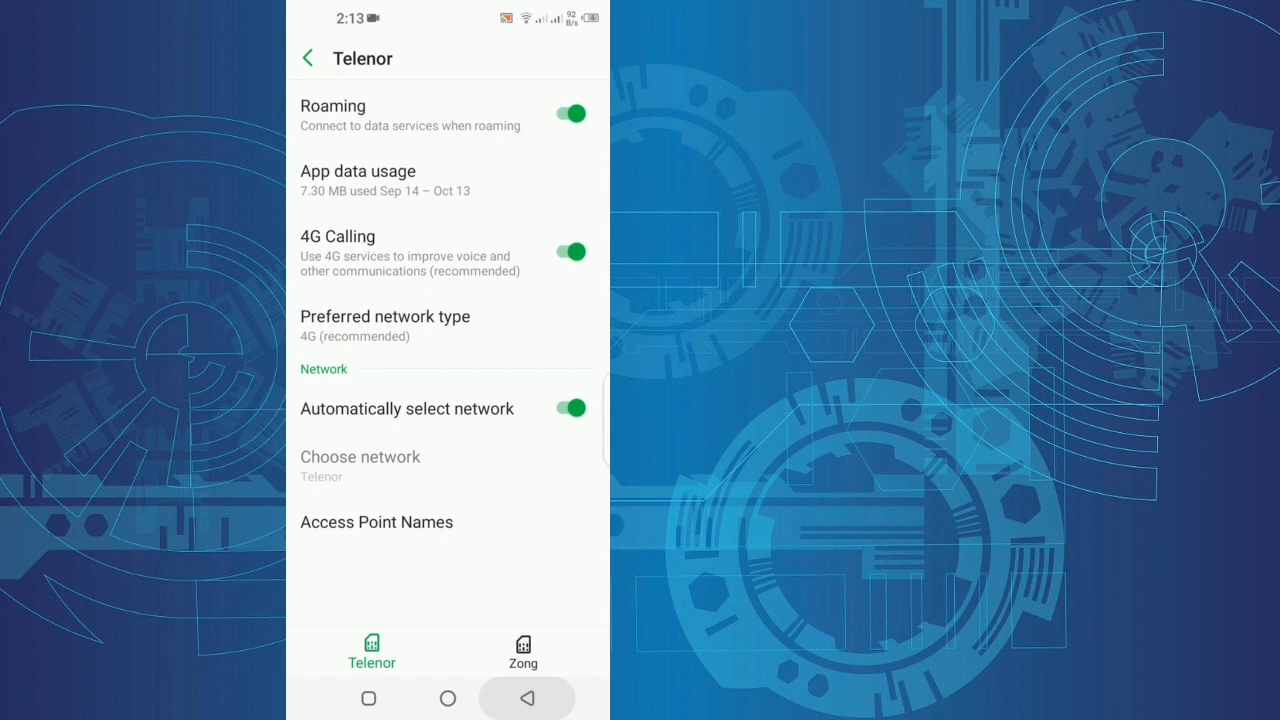 2:13
92
B/s
59
Telenor
Roaming
Connect to data services when roaming
App data usage
7.30 MB used Sep 14 – Oct 13
4G Calling
Use 4G services to improve voice and
other communications (recommended)
Preferred network type
4G (recommended)
Network
Automatically select network
Choose network
Telenor
Access Point Names
Telenor
Zong